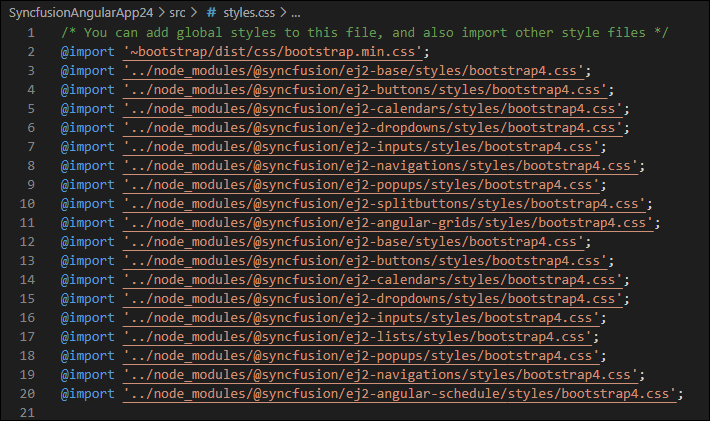 SyncfusionAngularApp24 > src > # styles.css > ...
1 /* You can add global styles to this file, and also import other style files */
2 @import '~bootstrap/dist/css/bootstrap.min.css';
3 @import '../node_modules/@syncfusion/ej2-base/styles/bootstrap4.css';
4 @import '../node_modules/@syncfusion/ej2-buttons/styles/bootstrap4.css';
5 @import '../node_modules/@syncfusion/ej2-calendars/styles/bootstrap4.css';
6 @import '../node_modules/@syncfusion/ej2-dropdowns/styles/bootstrap4.css';
7 @import '../node_modules/@syncfusion/ej2-inputs/styles/bootstrap4.css';
8 @import '../node_modules/@syncfusion/ej2-navigations/styles/bootstrap4.css';
9 @import '../node_modules/@syncfusion/ej2-popups/styles/bootstrap4.css';
10 @import '../node_modules/@syncfusion/ej2-splitbuttons/styles/bootstrap4.css';
11 @import '../node_modules/@syncfusion/ej2-angular-grids/styles/bootstrap4.css';
12 @import '../node_modules/@syncfusion/ej2-base/styles/bootstrap4.css';
13 @import '../node_modules/@syncfusion/ej2-buttons/styles/bootstrap4.css';
14 @import '../node_modules/@syncfusion/ej2-calendars/styles/bootstrap4.css';
15 @import '../node_modules/@syncfusion/ej2-dropdowns/styles/bootstrap4.css';
16 @import '../node_modules/@syncfusion/ej2-inputs/styles/bootstrap4.css';
17 @import '../node_modules/@syncfusion/ej2-lists/styles/bootstrap4.css';
18 @import '../node_modules/@syncfusion/ej2-popups/styles/bootstrap4.css';
19 @import '../node_modules/@syncfusion/ej2-navigations/styles/bootstrap4.css';
20 @import '../node_modules/@syncfusion/ej2-angular-schedule/styles/bootstrap4.css';
21